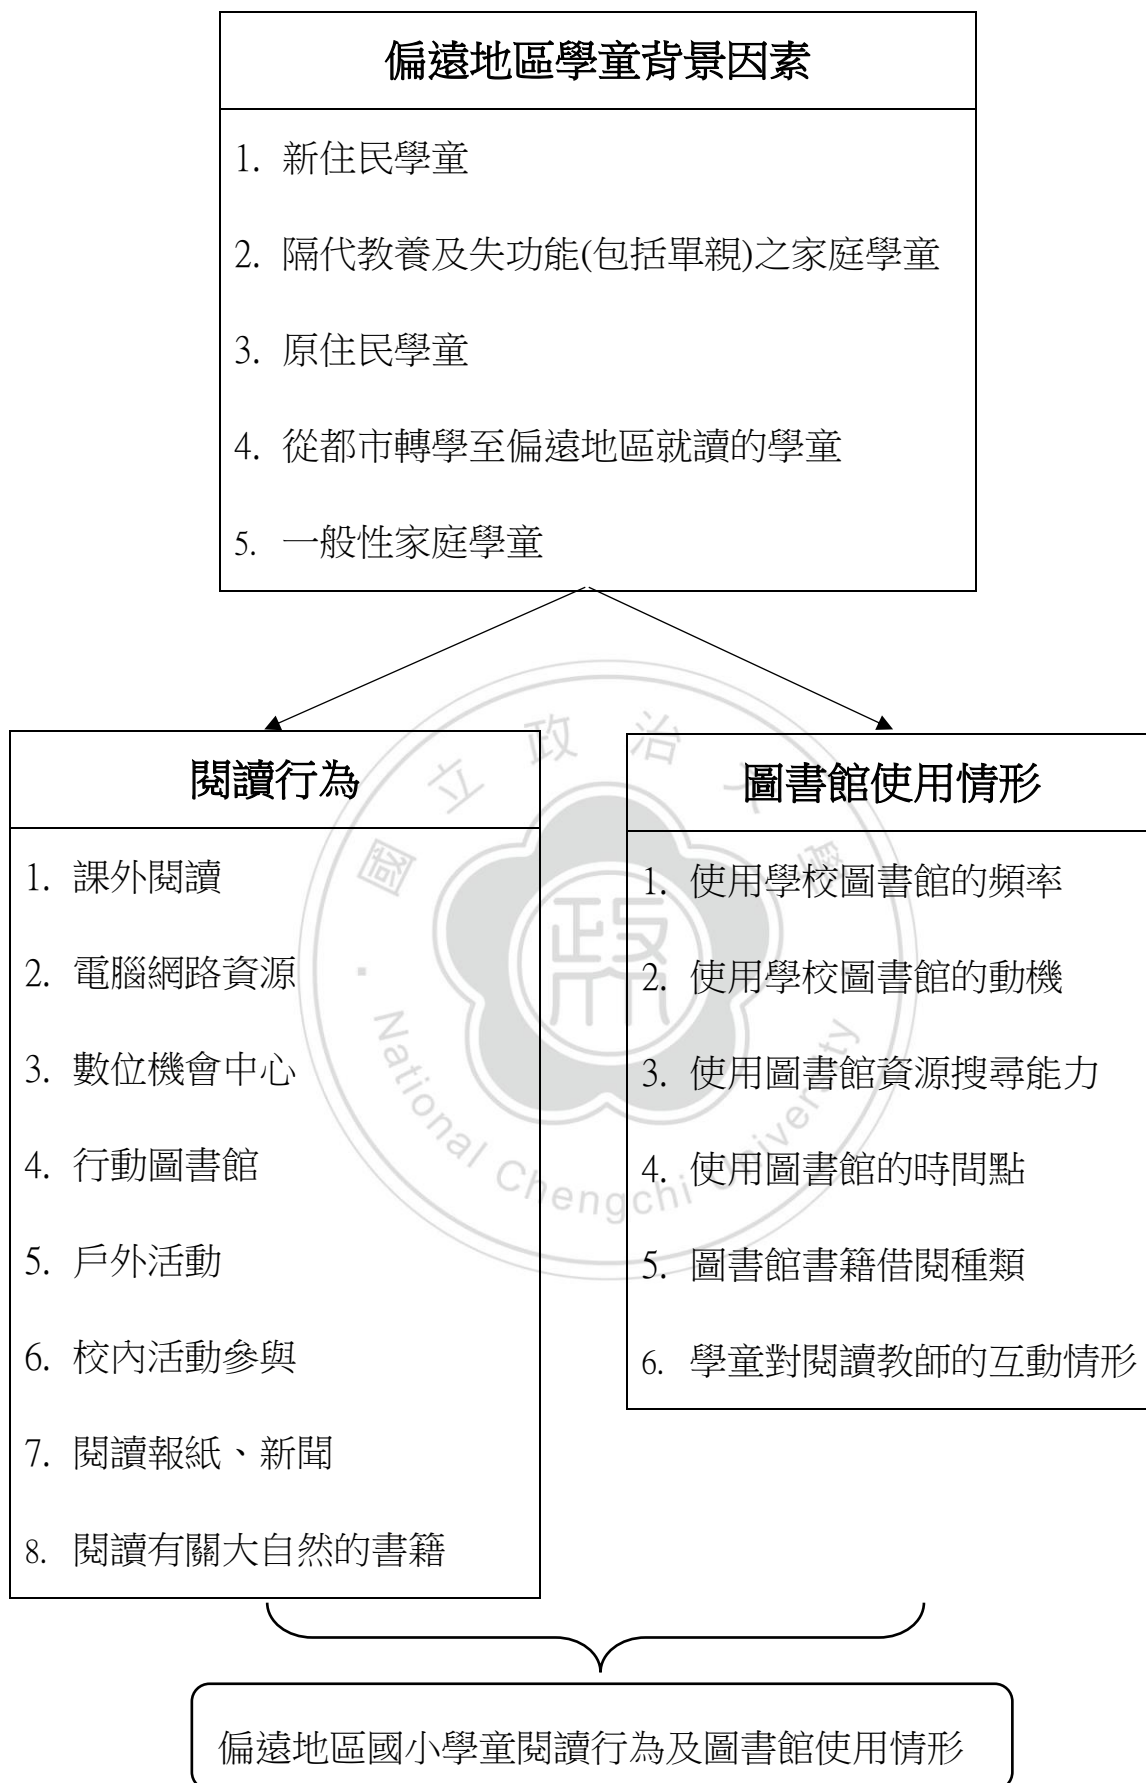 偏遠地區學童背景因素
1. 新住民學童
2. 隔代教養及失功能(包括單親)之家庭學童
3. 原住民學童
4. 從都市轉學至偏遠地區就讀的學童
5. 一般性家庭學童
閱讀行為
1. 課外閱讀
2. 電腦網路資源
3. 數位機會中心
4. 行動圖書館
5. 戶外活動
6. 校內活動參與
7. 閱讀報紙、新聞
8. 閱讀有關大自然的書籍
圖書館使用情形
1. 使用學校圖書館的頻率
2. 使用學校圖書館的動機
3. 使用圖書館資源搜尋能力
4. 使用圖書館的時間點
5. 圖書館書籍借閱種類
6. 學童對閱讀教師的互動情形
國立政治大學
National Chengchi University
政
偏遠地區國小學童閱讀行為及圖書館使用情形